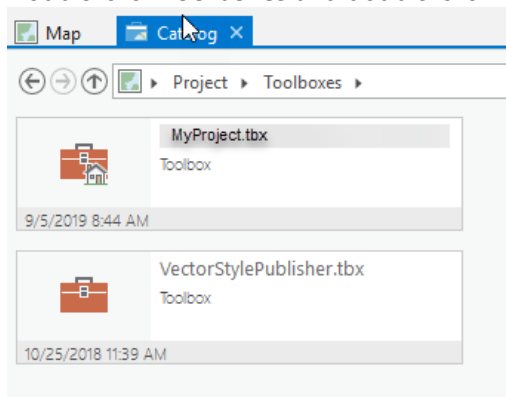 Map Catalog
Project Toolboxes
MyProject.tbx
Toolbox
9/5/2019 8:44 AM
VectorStylePublisher.tbx
Toolbox
10/25/2018 11:39 AM